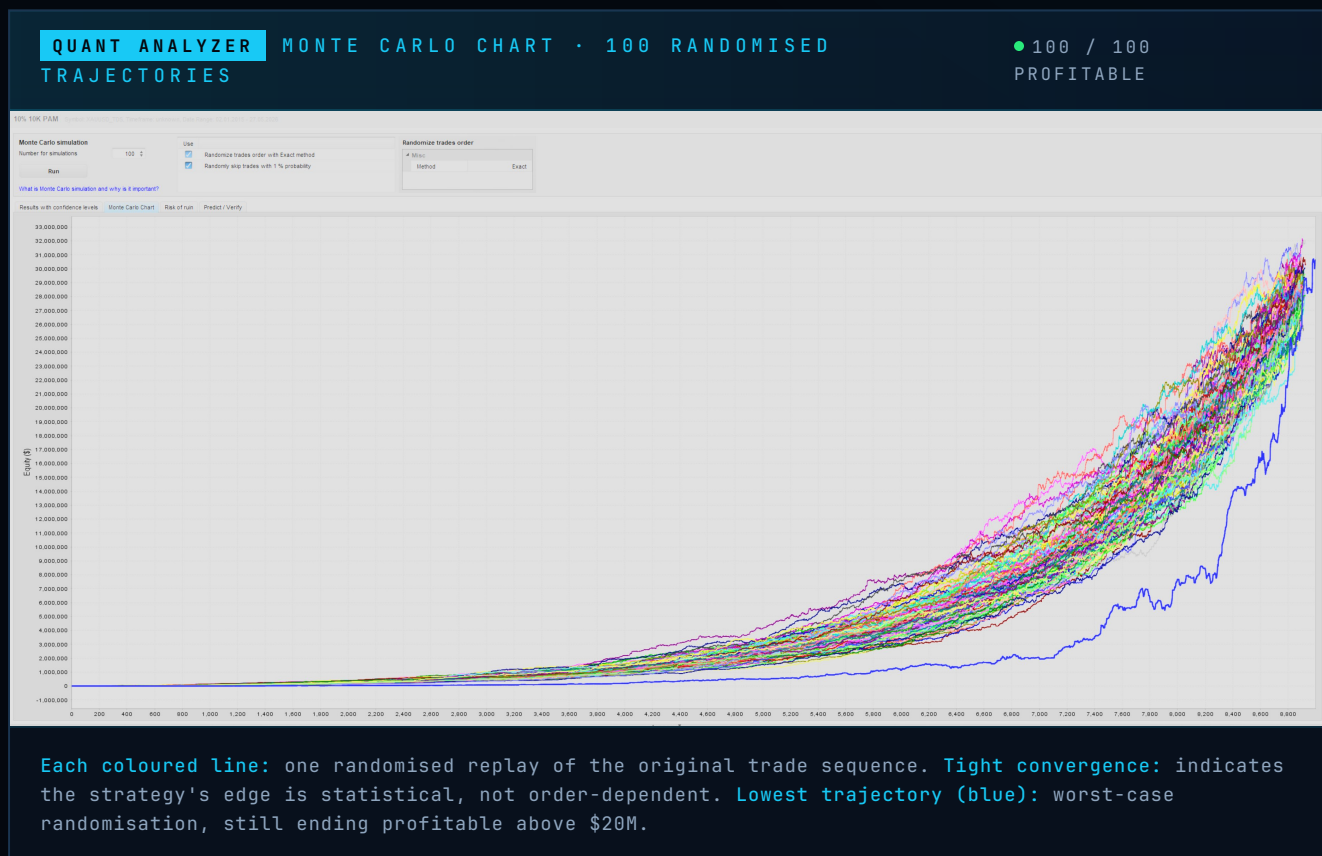 QUANT ANALYZER MONTE CARLO CHART · 100 RANDOMISED
TRAJECTORIES
100 / 100
PROFITABLE
10% 10K PAM
Monte Carlo simulation
Number for simulations 100
Run
What is Monte Carlo simulation and why is it important?
Use
Randomize trades order with Exact method
Randomly skip trades with 1 % probability
Randomize trades order
Misc
Method Exact
Results with confidence levels Monte Carlo Chart Risk of ruin Predict / Verify
33,000,000
32,000,000
31,000,000
30,000,000
29,000,000
28,000,000
27,000,000
26,000,000
25,000,000
24,000,000
23,000,000
22,000,000
21,000,000
20,000,000
19,000,000
18,000,000
17,000,000
16,000,000
15,000,000
14,000,000
13,000,000
12,000,000
11,000,000
10,000,000
9,000,000
8,000,000
7,000,000
6,000,000
5,000,000
4,000,000
3,000,000
2,000,000
1,000,000
0
-1,000,000
Equity ($)
0 200 400 600 800 1,000 1,200 1,400 1,600 1,800 2,000 2,200 2,400 2,600 2,800 3,000 3,200 3,400 3,600 3,800 4,000 4,200 4,400 4,600 4,800 5,000 5,200 5,400 5,600 5,800 6,000 6,200 6,400 6,600 6,800 7,000 7,200 7,400 7,600 7,800 8,000 8,200 8,400 8,600 8,800
Each coloured line: one randomised replay of the original trade sequence. Tight convergence: indicates
the strategy's edge is statistical, not order-dependent. Lowest trajectory (blue): worst-case
randomisation, still ending profitable above $20M.